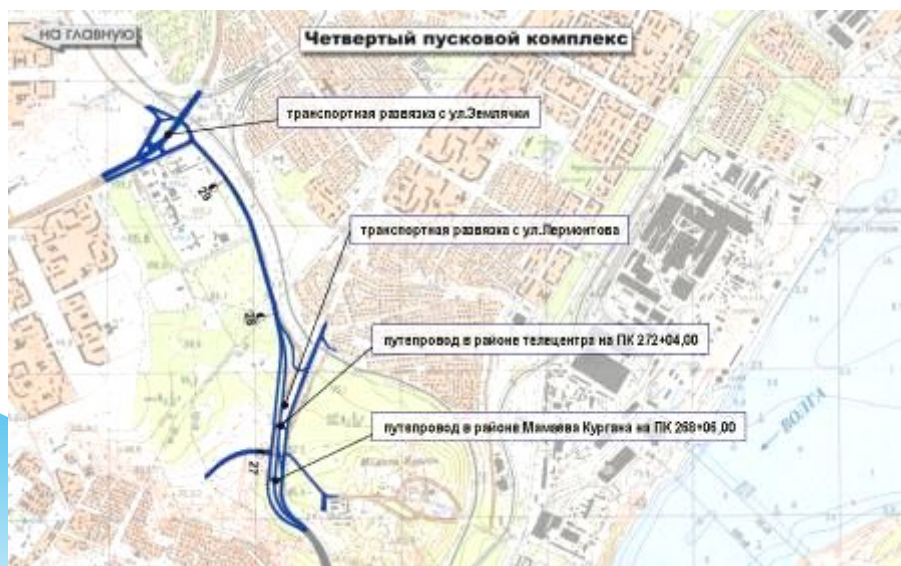 на главную
Четвертый пусковой комплекс
транспортная развязка с ул.Землячки
29
транспортная развязка с ул.Лермонтова
28
путепровод в районе телецентра на ПК 272+04,00
путепровод в районе Мамаева Кургана на ПК 268+06,00
ВОЛГА
27